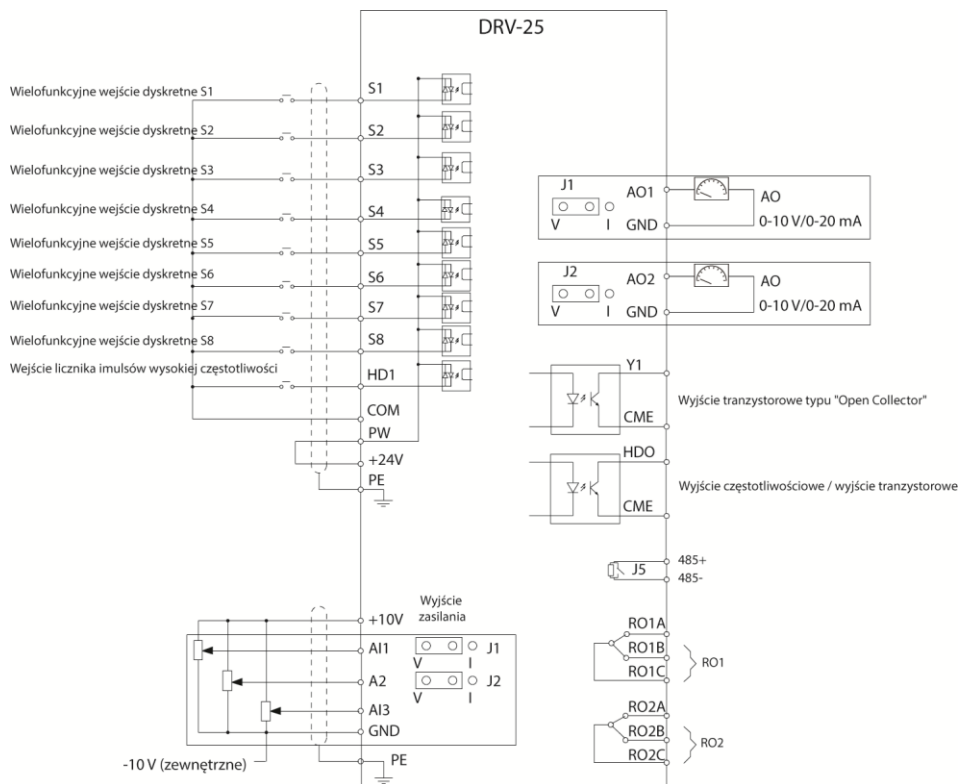 DRV-25
Wielofunkcyjne wejście dyskretne S1
S1
Wielofunkcyjne wejście dyskretne S2
S2
Wielofunkcyjne wejście dyskretne S3
S3
Wielofunkcyjne wejście dyskretne S4
S4
Wielofunkcyjne wejście dyskretne S5
S5
Wielofunkcyjne wejście dyskretne S6
S6
Wielofunkcyjne wejście dyskretne S7
S7
Wielofunkcyjne wejście dyskretne S8
S8
Wejście licznika imulsów wysokiej częstotliwości
HD1
COM
PW
+24V
PE
J1
V I
AO1
GND
AO
0-10 V/0-20 mA
J2
V I
AO2
GND
AO
0-10 V/0-20 mA
Y1
CME
Wyjście tranzystorowe typu "Open Collector"
HDO
CME
Wyjście częstotliwościowe / wyjście tranzystorowe
J5
485+
485-
+10V
Wyjście
zasilania
AI1
J1
V I
A2
J2
V I
AI3
GND
-10 V (zewnętrzne)
PE
RO1A
RO1B
RO1C
RO1
RO2A
RO2B
RO2C
RO2